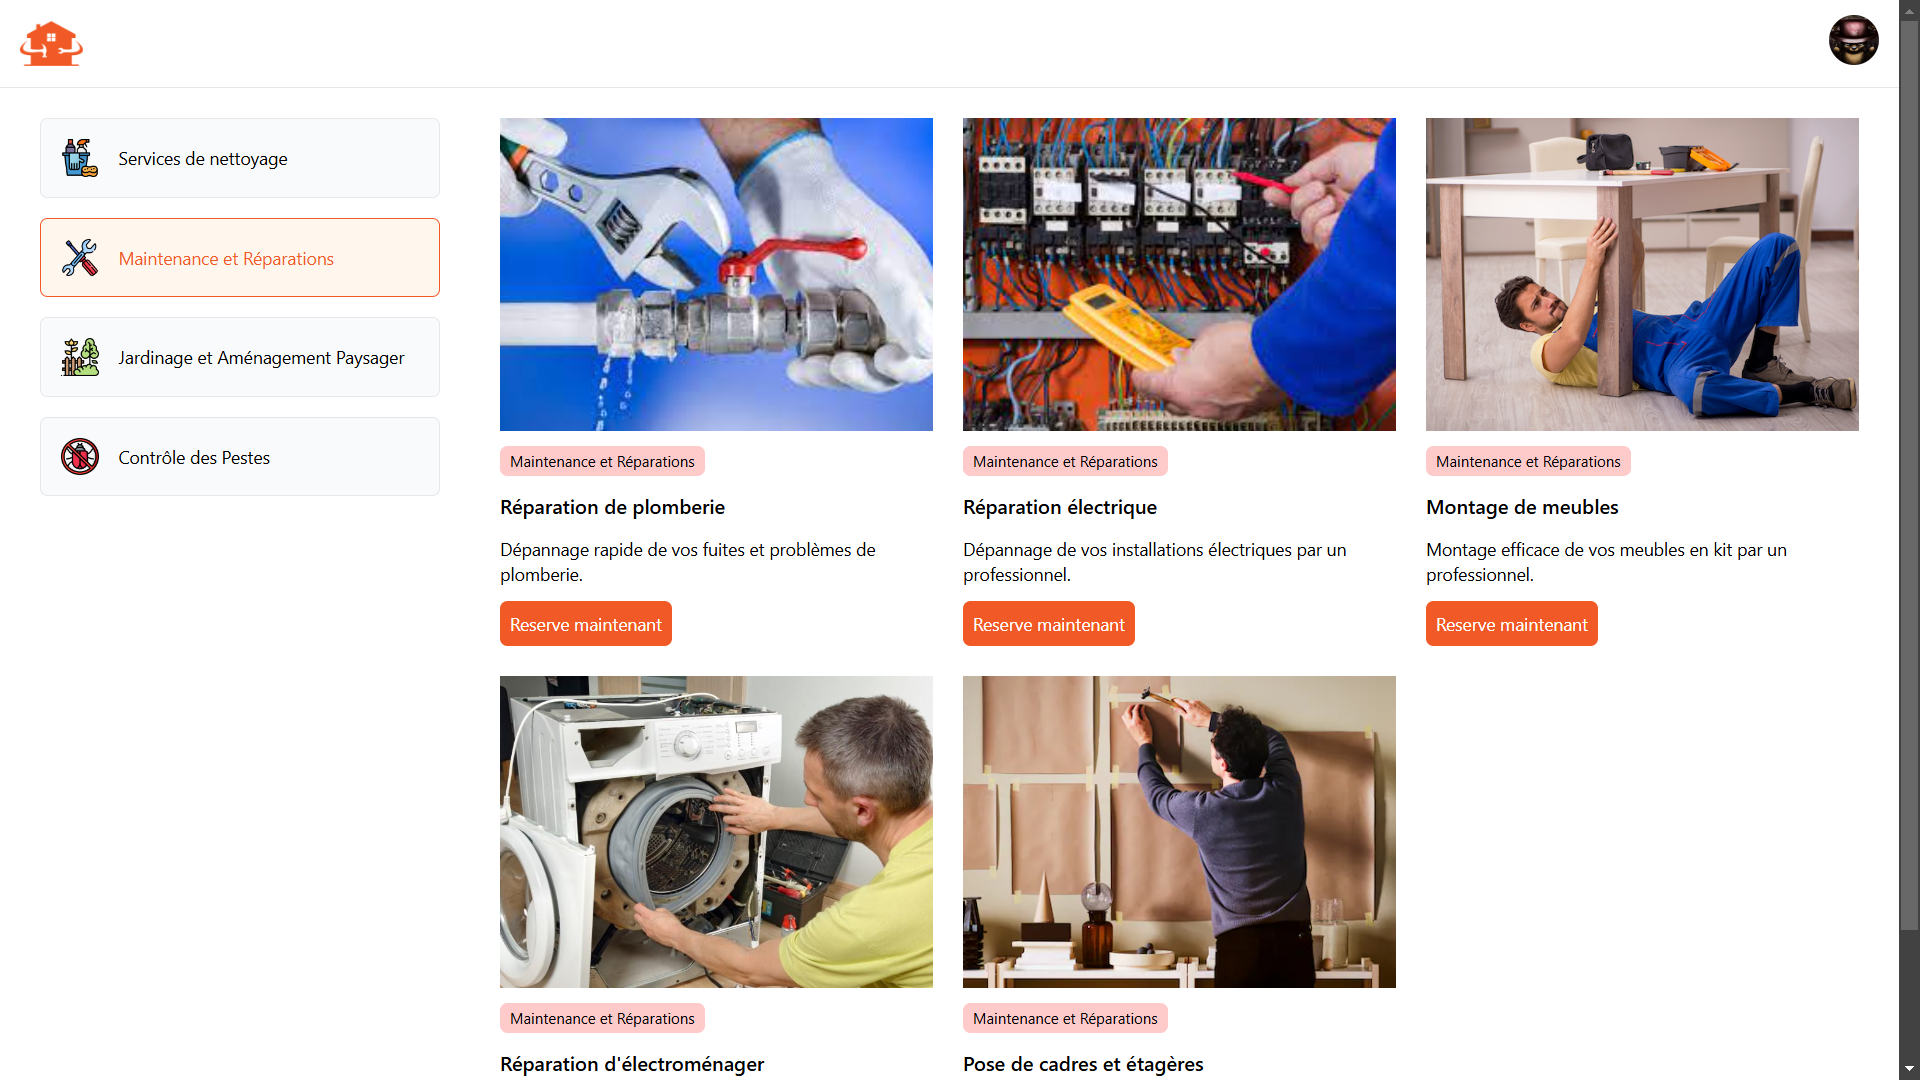 Services de nettoyage
Maintenance et Réparations
Jardinage et Aménagement Paysager
Contrôle des Pestes
Maintenance et Réparations
Réparation de plomberie
Dépannage rapide de vos fuites et problèmes de
plomberie.
Reserve maintenant
Maintenance et Réparations
Réparation électrique
Dépannage de vos installations électriques par un
professionnel.
Reserve maintenant
Maintenance et Réparations
Montage de meubles
Montage efficace de vos meubles en kit par un
professionnel.
Reserve maintenant
Maintenance et Réparations
Réparation d'électroménager
Maintenance et Réparations
Pose de cadres et étagères